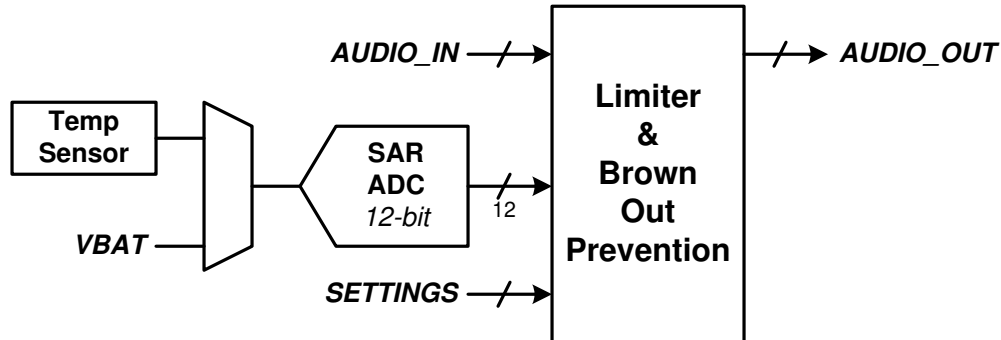 AUDIO_IN
AUDIO_OUT
Temp
Sensor
SAR
ADC
12-bit
12
VBAT
SETTINGS
Limiter
&
Brown
Out
Prevention